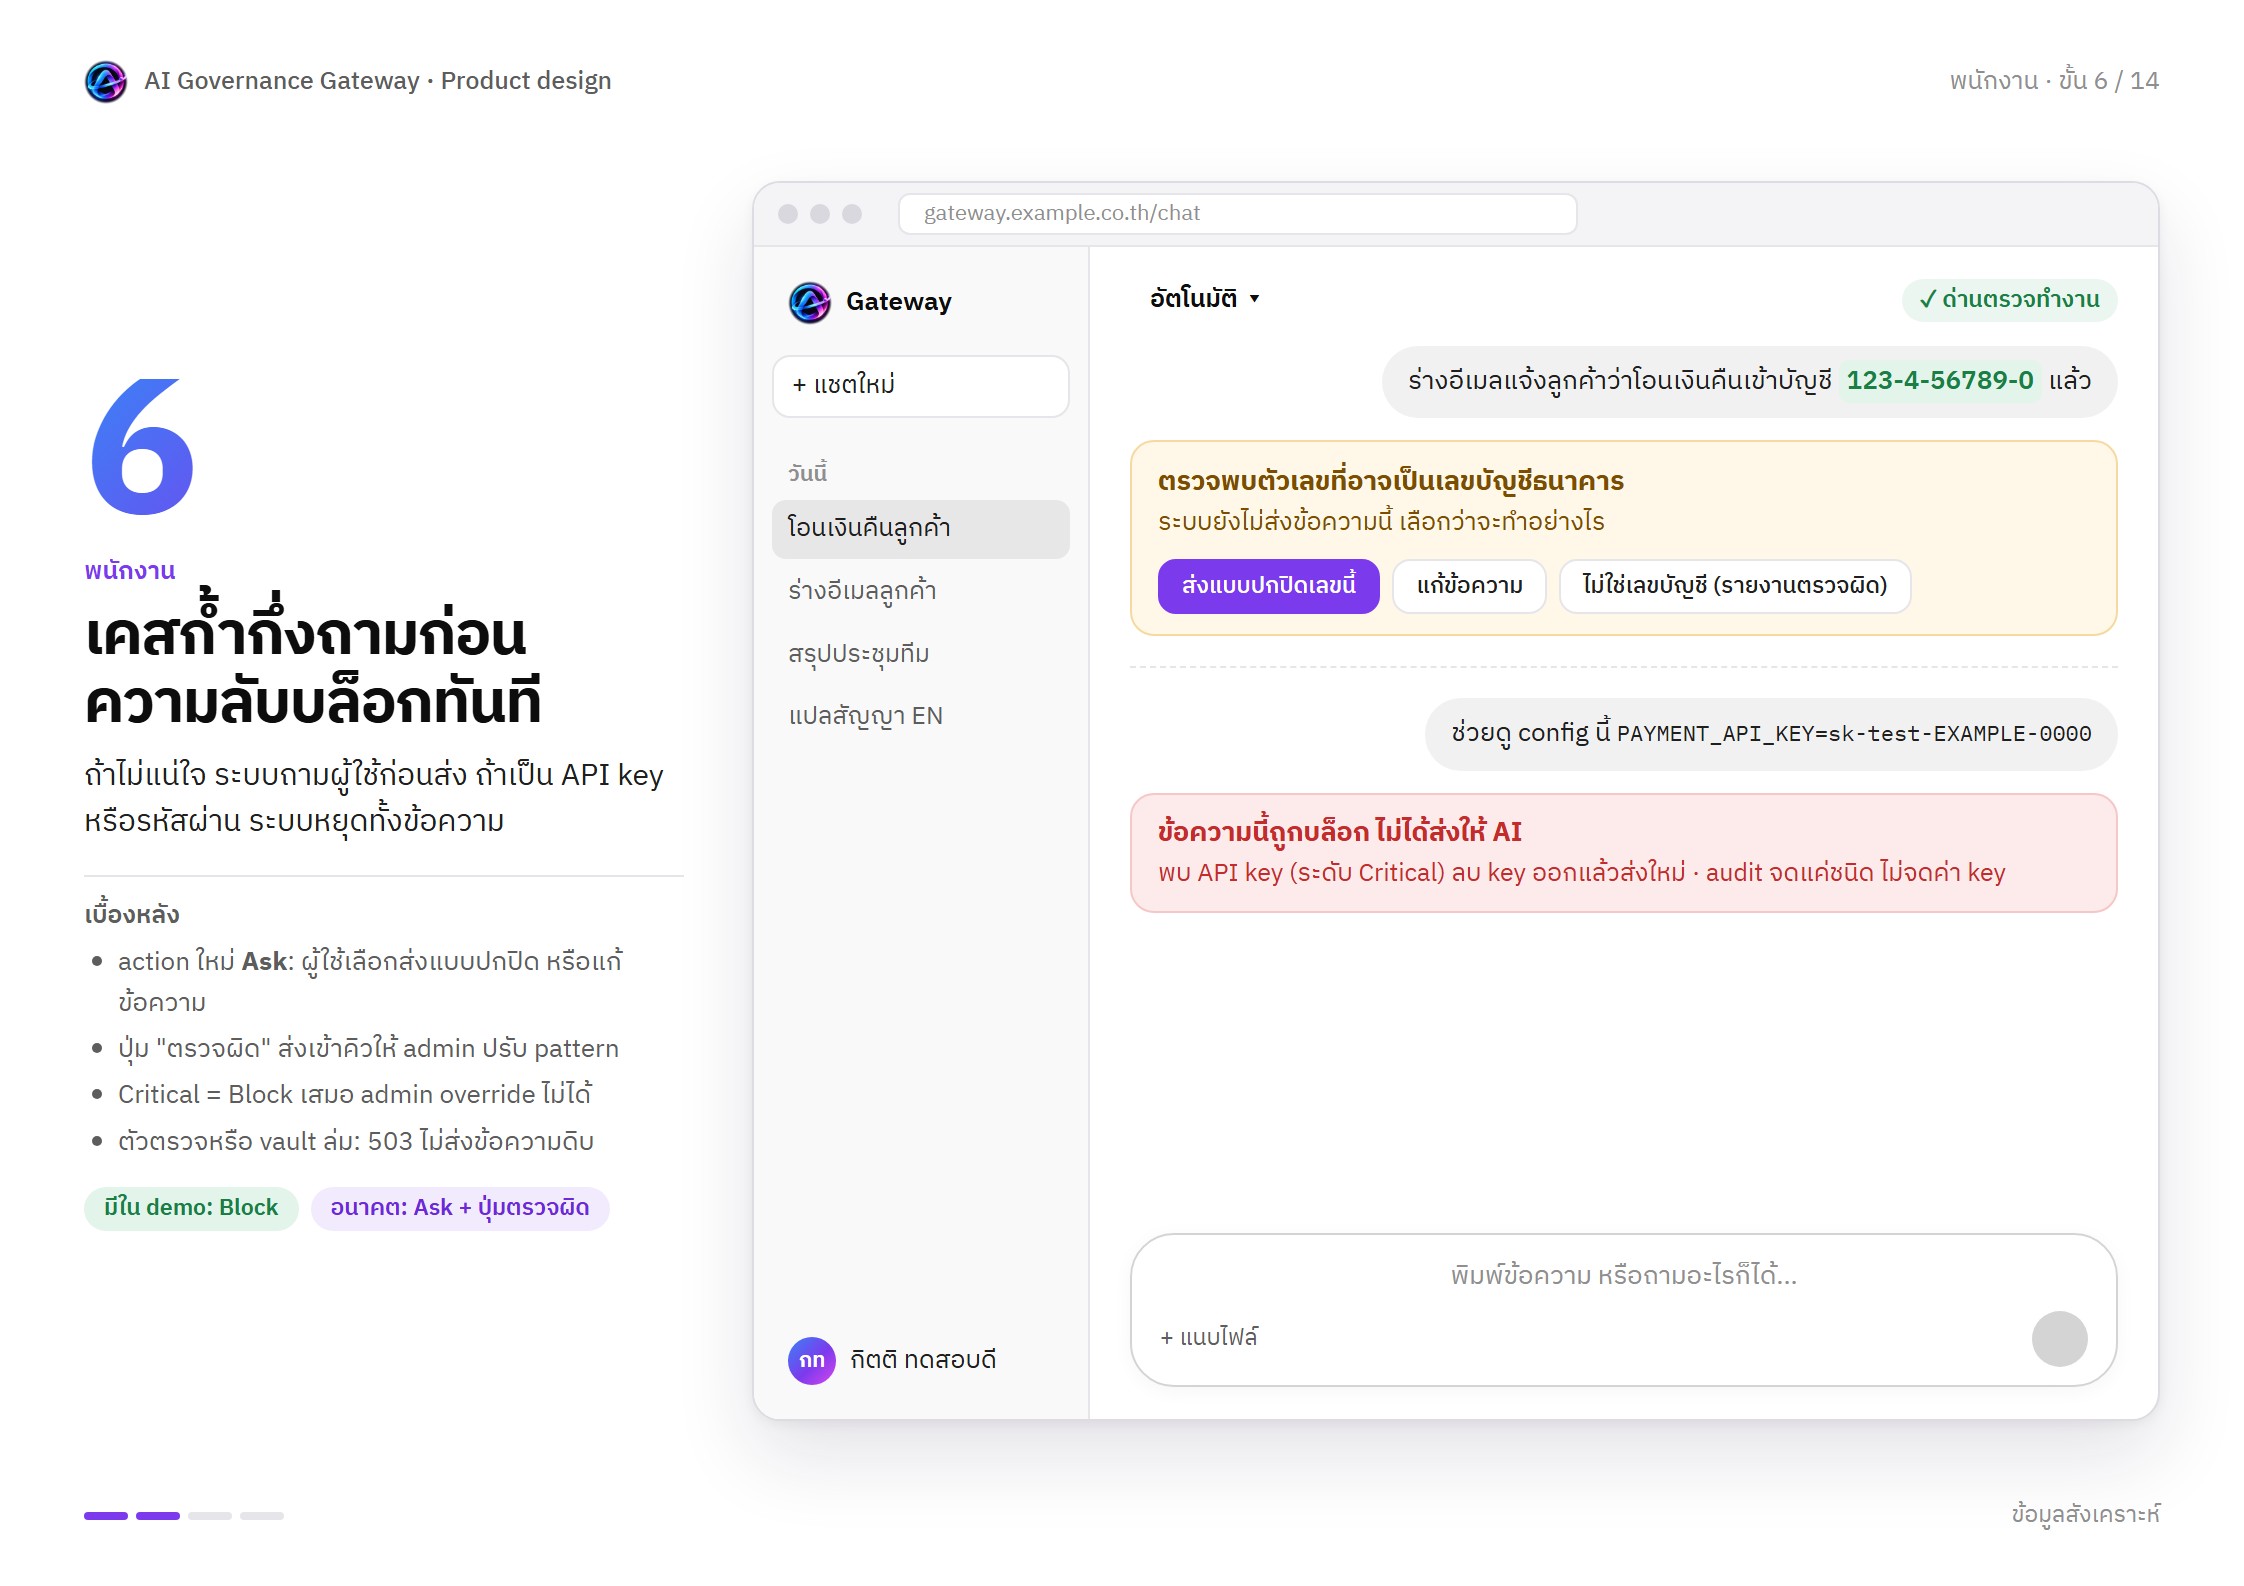 AI Governance Gateway · Product design
พนักงาน · ขั้น 6 / 14
6
พนักงาน
เคสก้ำกึ่งถามก่อน
ความลับบล็อกทันที
ถ้าไม่แน่ใจ ระบบถามผู้ใช้ก่อนส่ง ถ้าเป็น API key
หรือรหัสผ่าน ระบบหยุดทั้งข้อความ
เบื้องหลัง
• action ใหม่ Ask: ผู้ใช้เลือกส่งแบบปกปิด หรือแก้
ข้อความ
• ปุ่ม "ตรวจผิด" ส่งเข้าคิวให้ admin ปรับ pattern
• Critical = Block เสมอ admin override ไม่ได้
• ตัวตรวจหรือ vault ล่ม: 503 ไม่ส่งข้อความดิบ
มีใน demo: Block
อนาคต: Ask + ปุ่มตรวจผิด
gateway.example.co.th/chat
Gateway
+ แชตใหม่
วันนี้
โอนเงินคืนลูกค้า
ร่างอีเมลลูกค้า
สรุปประชุมทีม
แปลสัญญา EN
กท กิตติ ทดสอบดี
อัตโนมัติ ▾
✓ ด่านตรวจทำงาน
ร่างอีเมลแจ้งลูกค้าว่าโอนเงินคืนเข้าบัญชี 123-4-56789-0 แล้ว
ตรวจพบตัวเลขที่อาจเป็นเลขบัญชีธนาคาร
ระบบยังไม่ส่งข้อความนี้ เลือกว่าจะทำอย่างไร
ส่งแบบปกปิดเลขนี้
แก้ข้อความ
ไม่ใช่เลขบัญชี (รายงานตรวจผิด)
ช่วยดู config นี้ PAYMENT_API_KEY=sk-test-EXAMPLE-0000
ข้อความนี้ถูกบล็อก ไม่ได้ส่งให้ AI
พบ API key (ระดับ Critical) ลบ key ออกแล้วส่งใหม่ · audit จดแค่ชนิด ไม่จดค่า key
พิมพ์ข้อความ หรือถามอะไรก็ได้...
+ แนบไฟล์
ข้อมูลสังเคราะห์